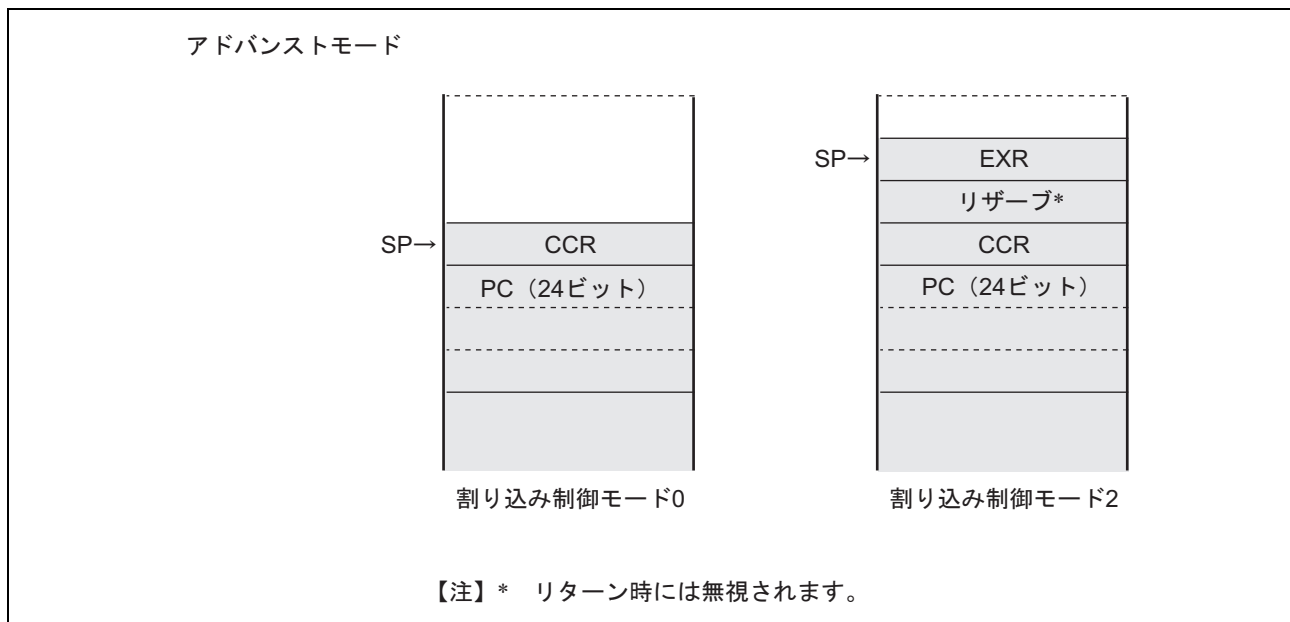 アドバンストモード
SP→ CCR
PC（24ビット）
割り込み制御モード0
SP→ EXR
リザーブ*
CCR
PC（24ビット）
割り込み制御モード2
【注】* リターン時には無視されます。